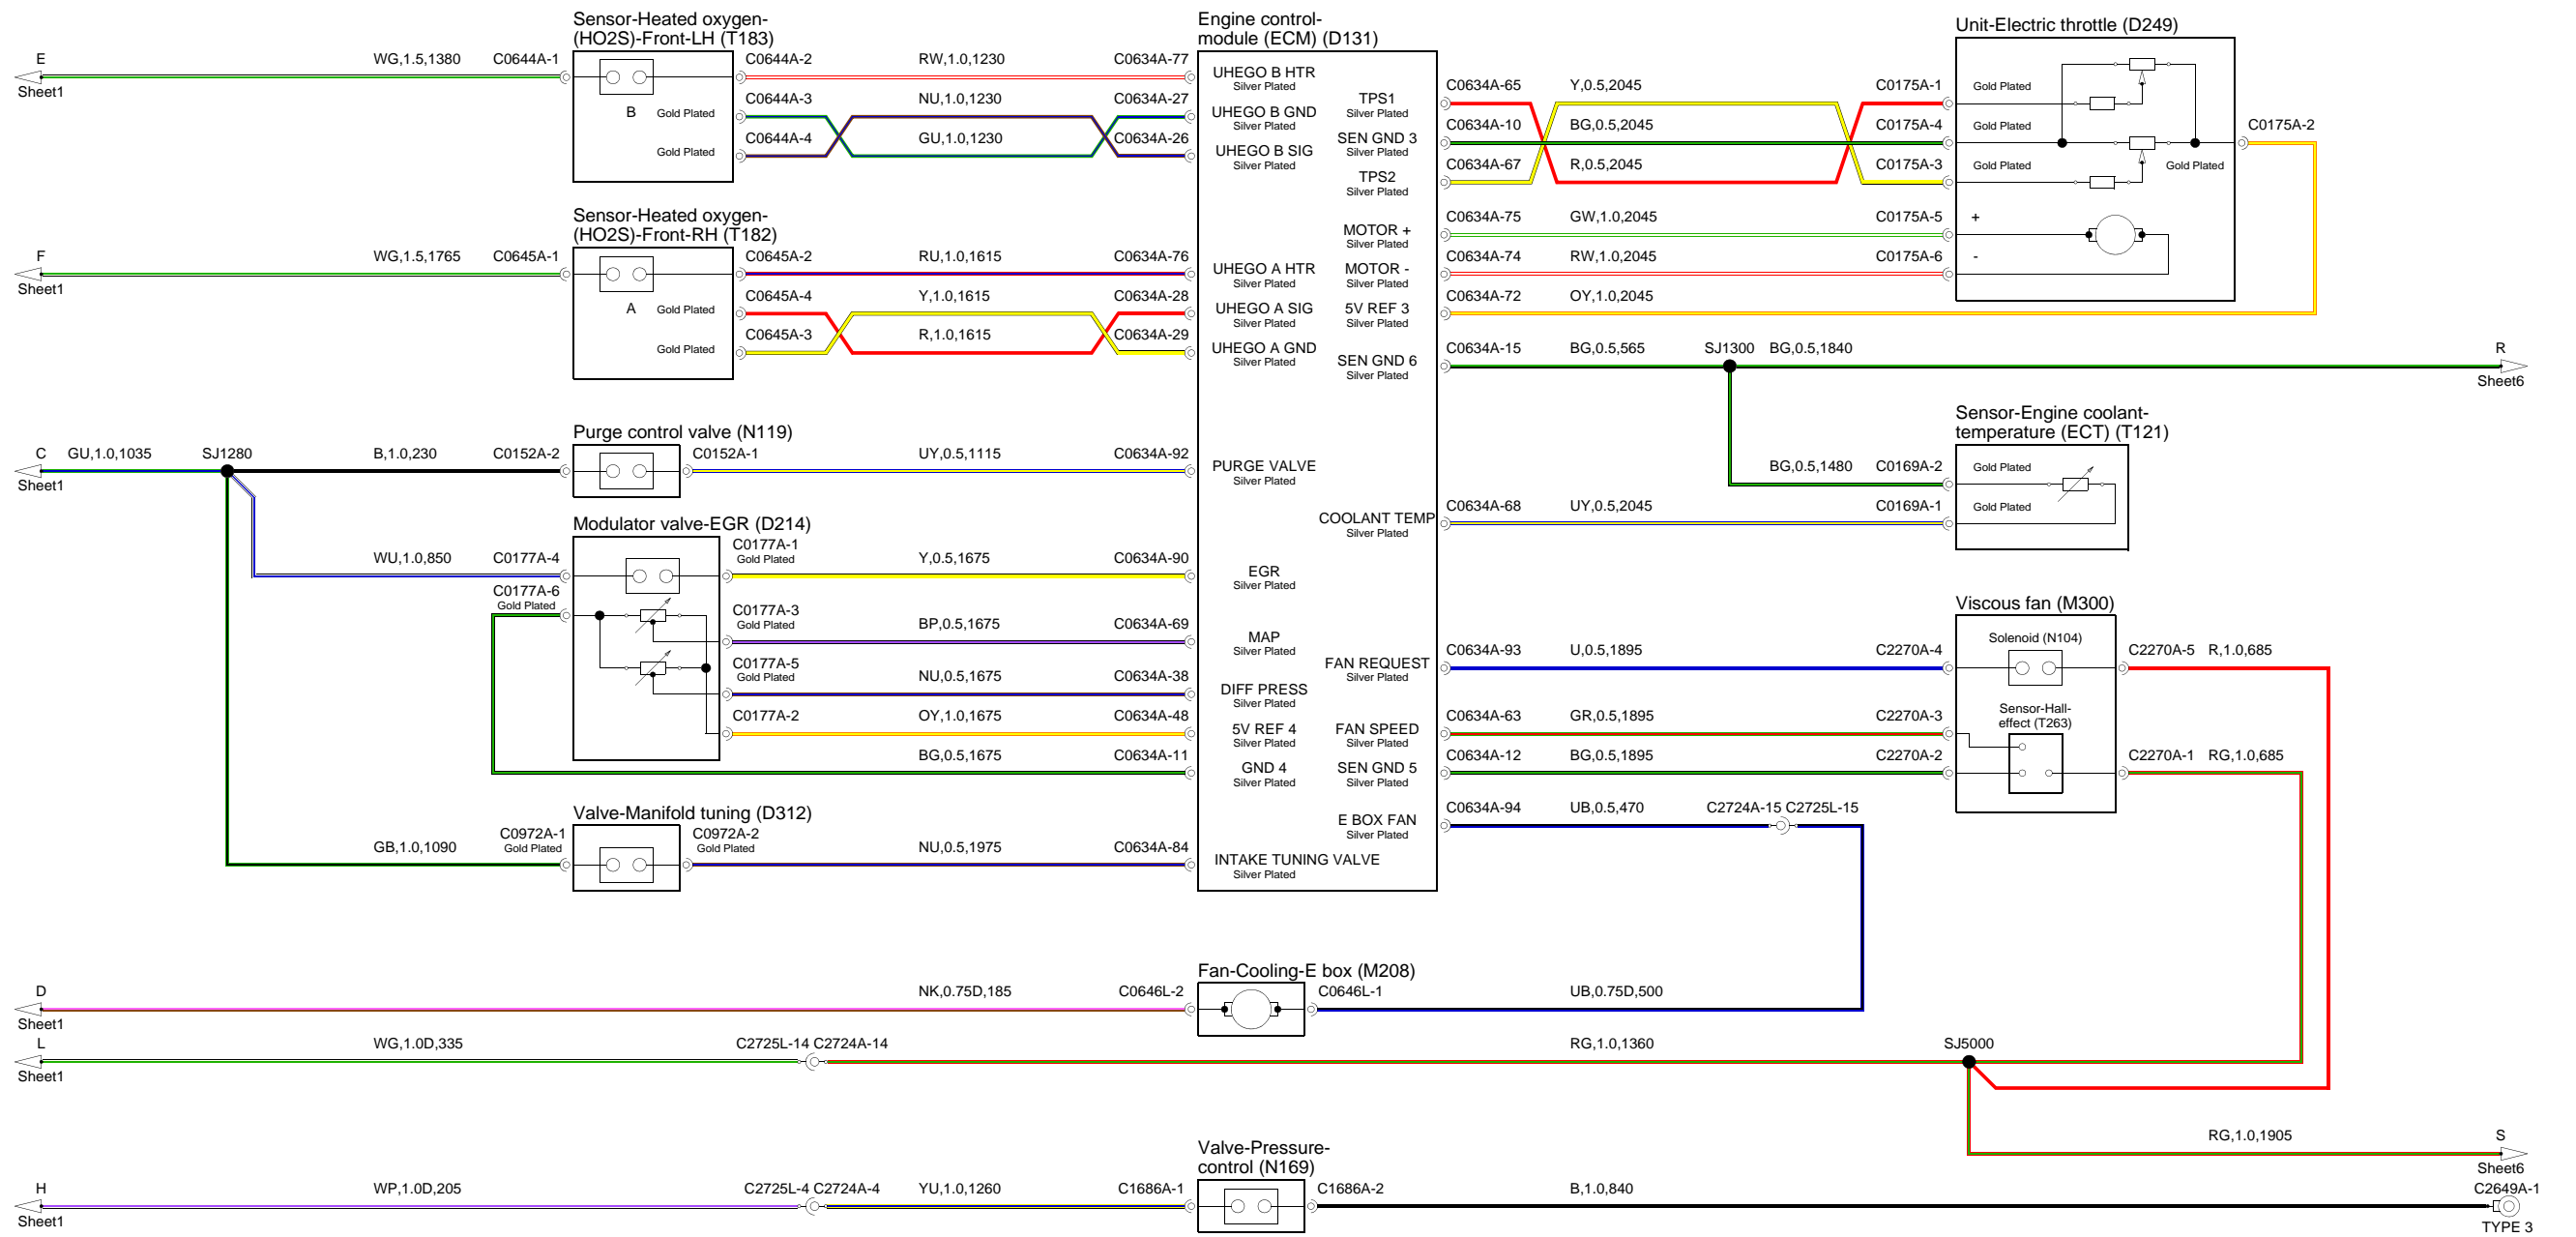 Sensor-Heated oxygen-
(HO2S)-Front-LH (T183)
Engine control-
module (ECM) (D131)
Unit-Electric throttle (D249)
E
Sheet1
WG,1.5,1380
C0644A-1
B
Gold Plated
Gold Plated
C0644A-2
RW,1.0,1230
C0634A-77
C0644A-3
NU,1.0,1230
C0634A-27
C0644A-4
GU,1.0,1230
C0634A-26
UHEGO B HTR
Silver Plated
UHEGO B GND
Silver Plated
UHEGO B SIG
Silver Plated
TPS1
Silver Plated
SEN GND 3
Silver Plated
TPS2
Silver Plated
C0634A-65
Y,0.5,2045
C0175A-1
Gold Plated
C0634A-10
BG,0.5,2045
C0175A-4
Gold Plated
C0634A-67
R,0.5,2045
C0175A-3
Gold Plated
Gold Plated
C0175A-2
MOTOR +
Silver Plated
C0634A-75
GW,1.0,2045
C0175A-5
+
MOTOR -
Silver Plated
C0634A-74
RW,1.0,2045
C0175A-6
-
5V REF 3
Silver Plated
C0634A-72
OY,1.0,2045
Sensor-Heated oxygen-
(HO2S)-Front-RH (T182)
F
Sheet1
WG,1.5,1765
C0645A-1
A
Gold Plated
Gold Plated
C0645A-2
RU,1.0,1615
C0634A-76
C0645A-4
Y,1.0,1615
C0634A-28
C0645A-3
R,1.0,1615
C0634A-29
UHEGO A HTR
Silver Plated
UHEGO A SIG
Silver Plated
UHEGO A GND
Silver Plated
SEN GND 6
Silver Plated
C0634A-15
BG,0.5,565
SJ1300
BG,0.5,1840
R
Sheet6
Sensor-Engine coolant-
temperature (ECT) (T121)
BG,0.5,1480
C0169A-2
Gold Plated
COOLANT TEMP
Silver Plated
C0634A-68
UY,0.5,2045
C0169A-1
Gold Plated
Purge control valve (N119)
C
Sheet1
GU,1.0,1035
SJ1280
B,1.0,230
C0152A-2
C0152A-1
UY,0.5,1115
C0634A-92
PURGE VALVE
Silver Plated
Modulator valve-EGR (D214)
WU,1.0,850
C0177A-4
C0177A-6
Gold Plated
C0177A-1
Gold Plated
Y,0.5,1675
C0634A-90
EGR
Silver Plated
C0177A-3
Gold Plated
BP,0.5,1675
C0634A-69
MAP
Silver Plated
C0177A-5
Gold Plated
NU,0.5,1675
C0634A-38
DIFF PRESS
Silver Plated
C0177A-2
OY,1.0,1675
C0634A-48
5V REF 4
Silver Plated
BG,0.5,1675
C0634A-11
GND 4
Silver Plated
Viscous fan (M300)
FAN REQUEST
Silver Plated
C0634A-93
U,0.5,1895
C2270A-4
Solenoid (N104)
C2270A-5
R,1.0,685
FAN SPEED
Silver Plated
C0634A-63
GR,0.5,1895
C2270A-3
Sensor-Hall-
effect (T263)
SEN GND 5
Silver Plated
C0634A-12
BG,0.5,1895
C2270A-2
C2270A-1
RG,1.0,685
E BOX FAN
Silver Plated
C0634A-94
UB,0.5,470
C2724A-15 C2725L-15
Valve-Manifold tuning (D312)
GB,1.0,1090
C0972A-1
Gold Plated
C0972A-2
Gold Plated
NU,0.5,1975
C0634A-84
INTAKE TUNING VALVE
Silver Plated
Fan-Cooling-E box (M208)
D
Sheet1
NK,0.75D,185
C0646L-2
C0646L-1
UB,0.75D,500
L
Sheet1
WG,1.0D,335
C2725L-14 C2724A-14
RG,1.0,1360
SJ5000
RG,1.0,1905
S
Sheet6
Valve-Pressure-
control (N169)
H
Sheet1
WP,1.0D,205
C2725L-4 C2724A-4
YU,1.0,1260
C1686A-1
C1686A-2
B,1.0,840
C2649A-1
TYPE 3